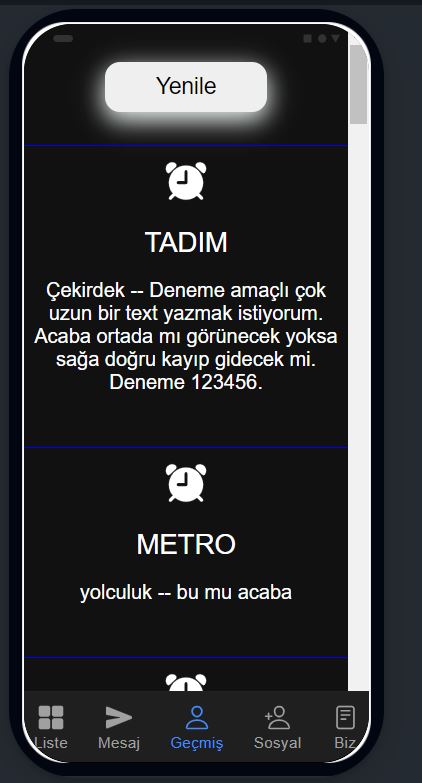 Yenile
TADIM
Çekirdek -- Deneme amaçlı çok
uzun bir text yazmak istiyorum.
Acaba ortada mı görünecek yoksa
sağa doğru kayıp gidecek mi.
Deneme 123456.
METRO
yolculuk -- bu mu acaba
Liste
Mesaj
Geçmiş
Sosyal
Biz